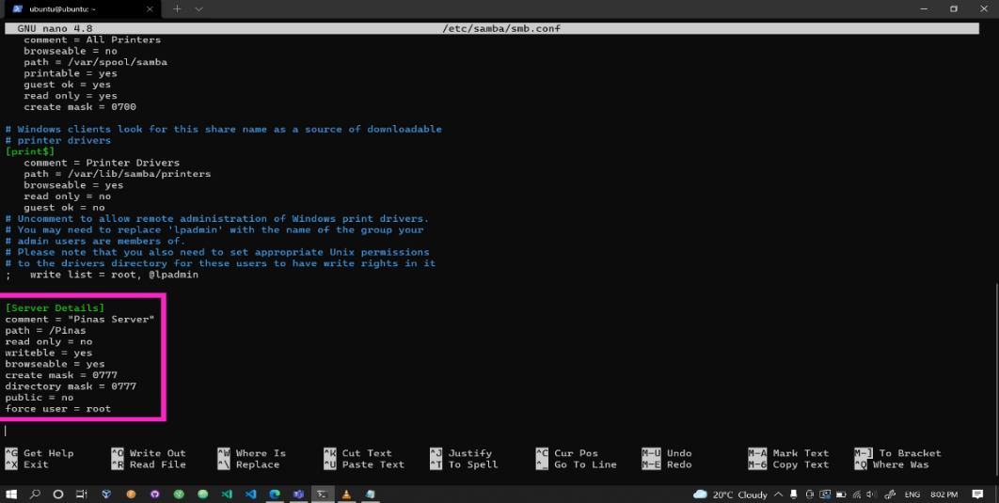 ubuntu@ubuntu: ~
GNU nano 4.8 /etc/samba/smb.conf
comment = All Printers
browseable = no
path = /var/spool/samba
printable = yes
guest ok = yes
read only = yes
create mask = 0700
# Windows clients look for this share name as a source of downloadable
# printer drivers
[print$]
comment = Printer Drivers
path = /var/lib/samba/printers
browseable = yes
read only = no
guest ok = no
# Uncomment to allow remote administration of Windows print drivers.
# You may need to replace 'lpadmin' with the name of the group your
# admin users are members of.
# Please note that you also need to set appropriate Unix permissions
# to the drivers directory for these users to have write rights in it
; write list = root, @lpadmin
[Server Details]
comment = "Pinas Server"
path = /Pinas
read only = no
writeble = yes
browseable = yes
create mask = 0777
directory mask = 0777
public = no
force user = root
^G Get Help ^O Write Out ^W Where Is ^K Cut Text ^J Justify ^C Cur Pos M-U Undo M-A Mark Text M-] To Bracket
^X Exit ^R Read File ^\ Replace ^U Paste Text ^T To Spell ^_ Go To Line M-E Redo M-6 Copy Text ^Q Where Was
20°C Cloudy ENG 8:02 PM